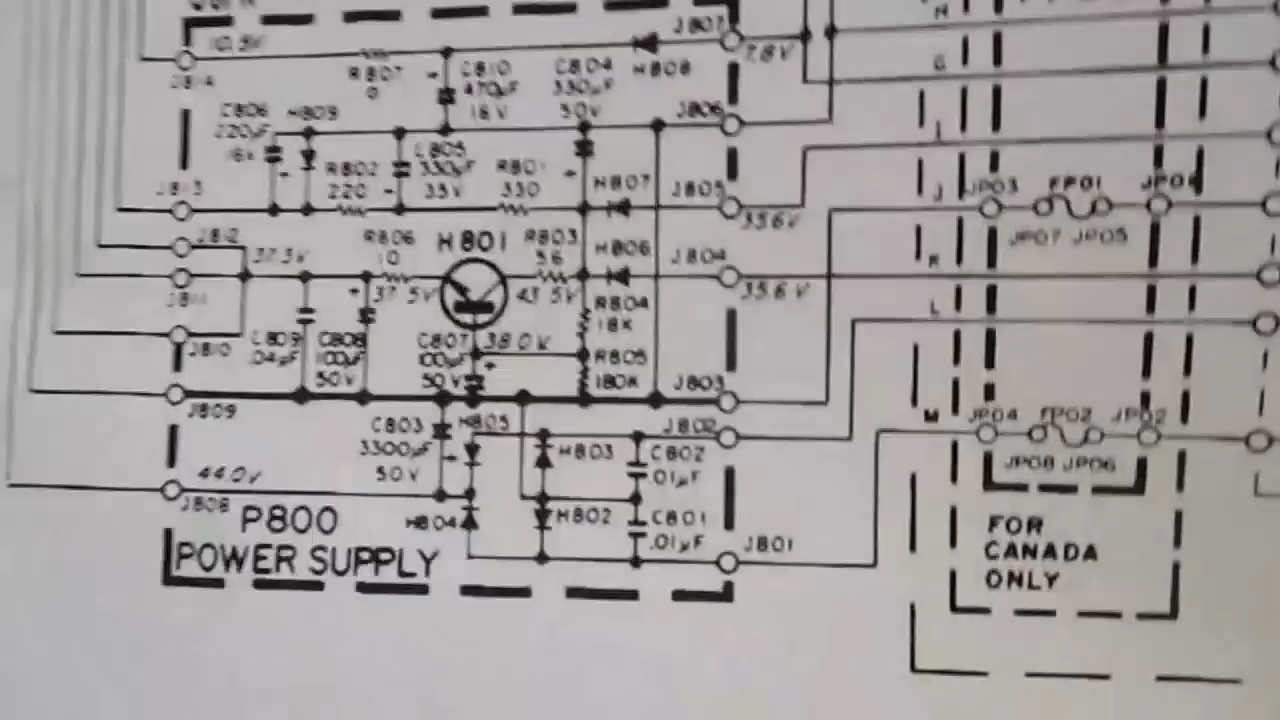 10.5V
J807
H
J814
R807
0
C810
470µF
16V
C804
330µF
50V
H808
7.8V
G
C806
220µF
16V
H809
J806
I
R802
220
C805
330µF
35V
R801
330
H807
J805
35.6V
J
JP03
FP01
JP01
JP07 JP05
J813
J812
37.5V
R806
10
H801
R803
56
H806
J804
35.6V
K
J811
37.5V
43.5V
R804
18K
L
J810
C809
.04µF
C808
100µF
50V
C807
100µF
50V
38.0V
R805
180K
J803
J809
C803
3300µF
50V
H805
H803
J802
C802
.01µF
M
JP04
FP02
JP02
JP08 JP06
44.0V
J808
H804
H802
C801
.01µF
J801
P800
POWER SUPPLY
FOR
CANADA
ONLY